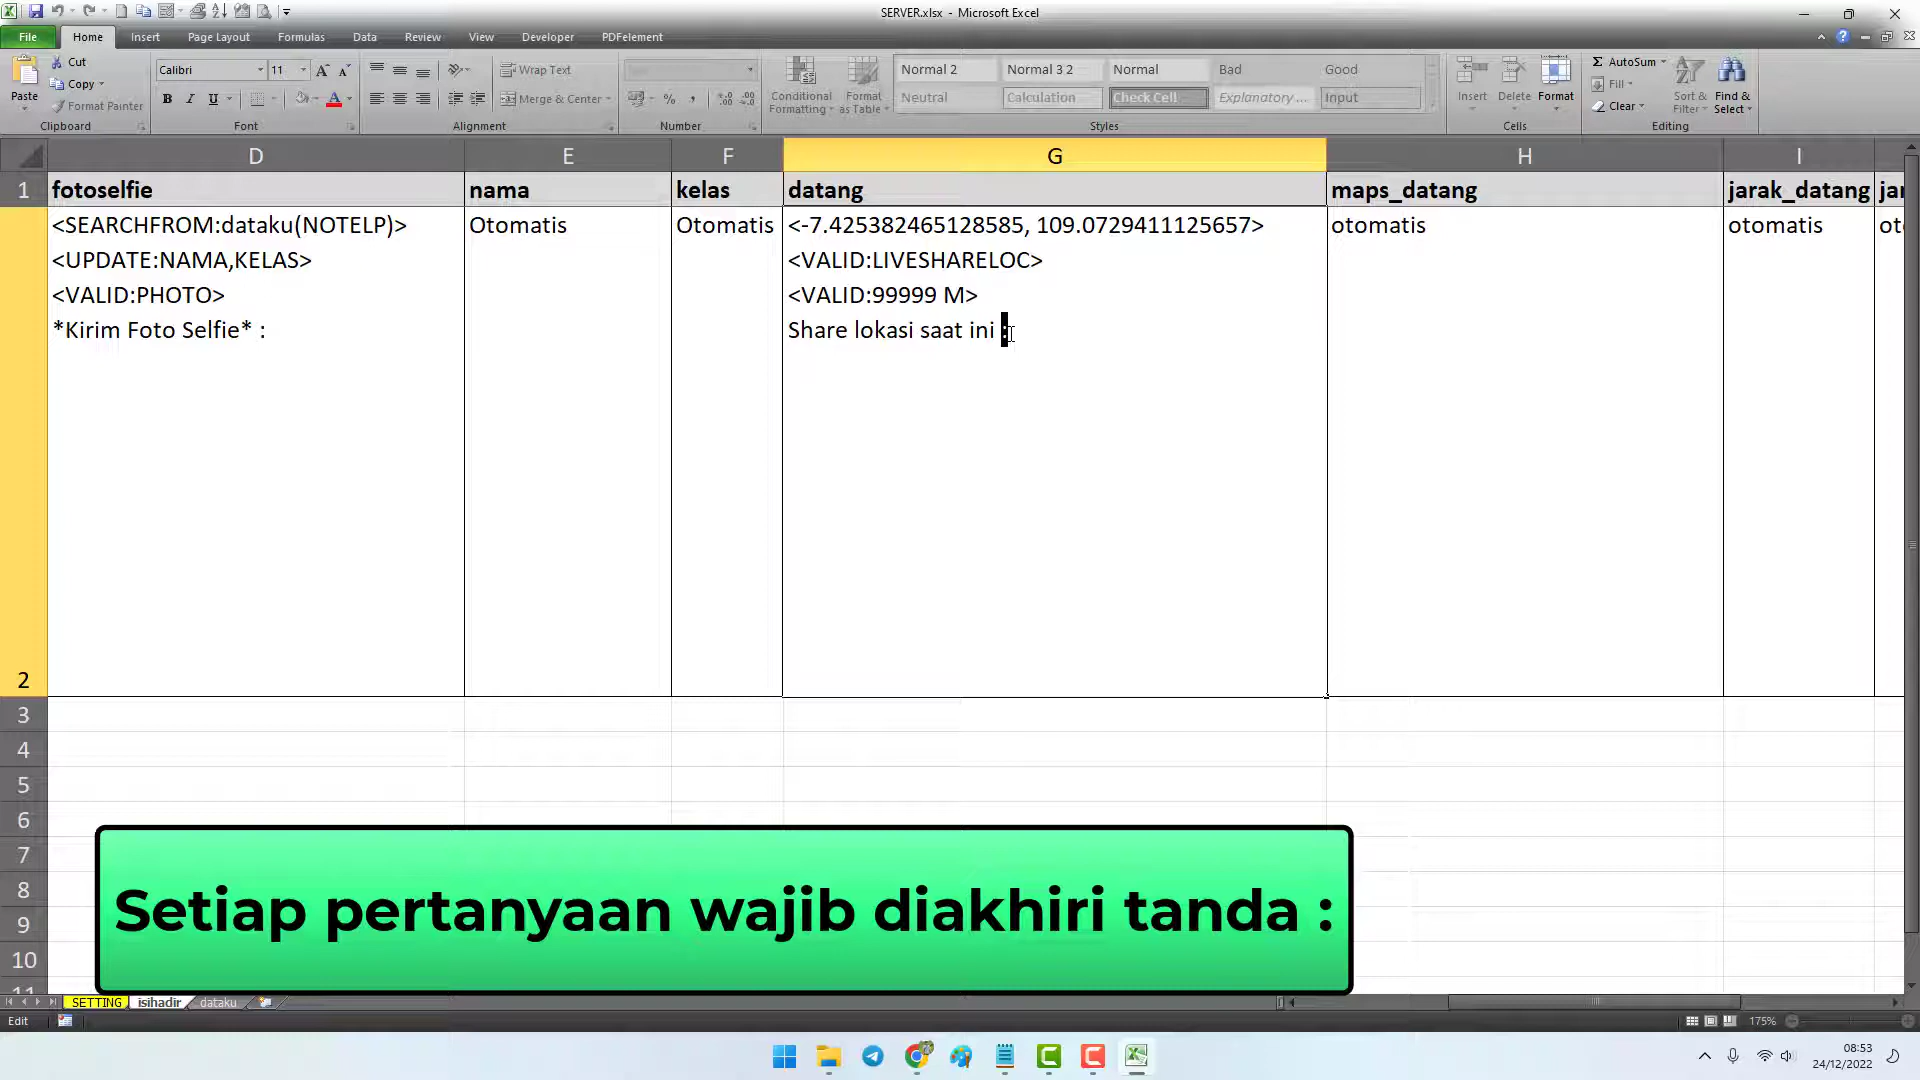 SERVER.xlsx - Microsoft Excel
File Home Insert Page Layout Formulas Data Review View Developer PDFelement
Paste
Cut
Copy
Format Painter
Clipboard
Calibri 11
B I U
Font
Wrap Text
Merge & Center
Alignment
%
Number
Conditional Formatting
Format as Table
Normal 2 Normal 3 2 Normal Bad Good
Neutral Calculation Check Cell Explanatory ... Input
Styles
Insert Delete Format
Cells
Σ AutoSum
Fill
Clear
Sort & Filter
Find & Select
Editing
D E F G H I
1 fotoselfie nama kelas datang maps_datang jarak_datang jar
<SEARCHFROM:dataku(NOTELP)> Otomatis Otomatis <-7.425382465128585, 109.0729411125657> otomatis otomatis ot
<UPDATE:NAMA,KELAS> <VALID:LIVESHARELOC>
<VALID:PHOTO> <VALID:99999 M>
*Kirim Foto Selfie* : Share lokasi saat ini :
2
3
4
5
6
7
8
9
10
11
Setiap pertanyaan wajib diakhiri tanda :
SETTING isihadir dataku
Edit 175%
08:53
24/12/2022